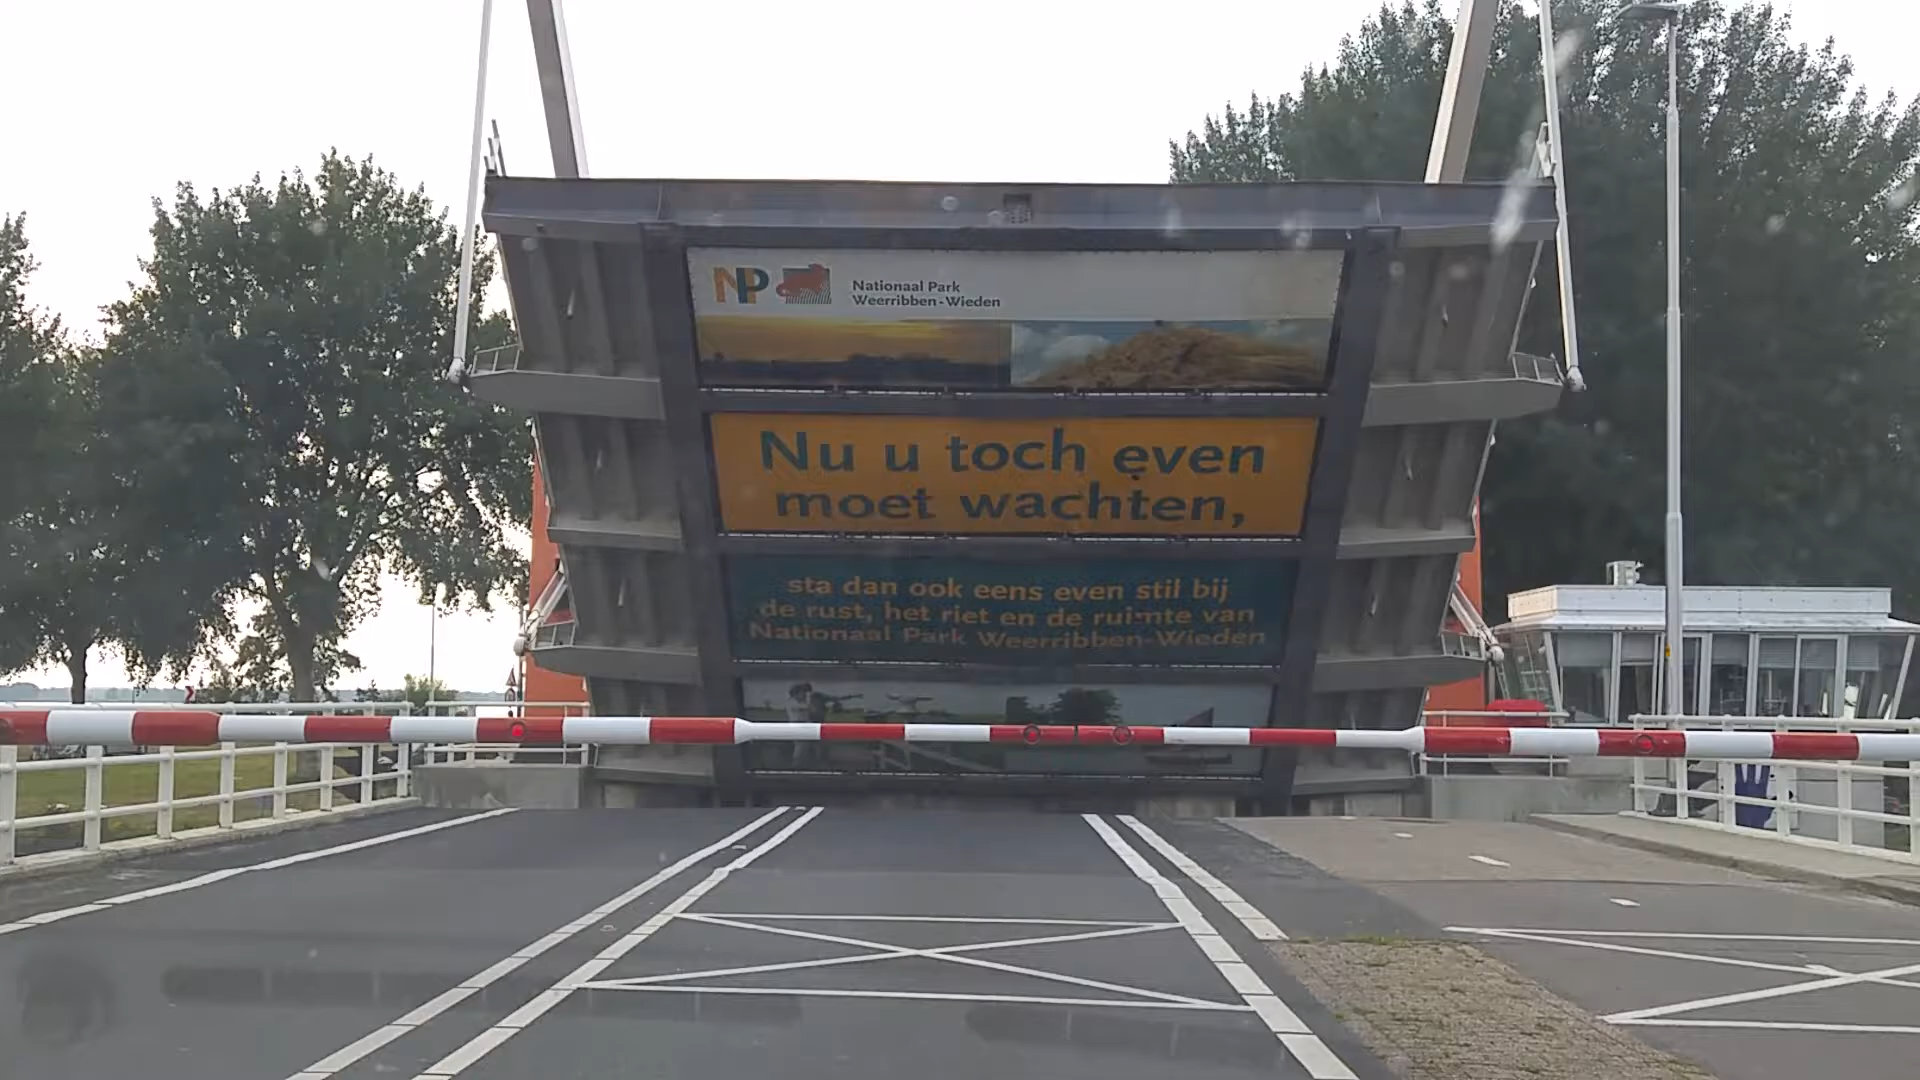 NP
Nationaal Park
Weerribben-Wieden
Nu u toch even
moet wachten,
sta dan ook eens even stil bij
de rust, het riet en de ruimte van
Nationaal Park Weerribben-Wieden